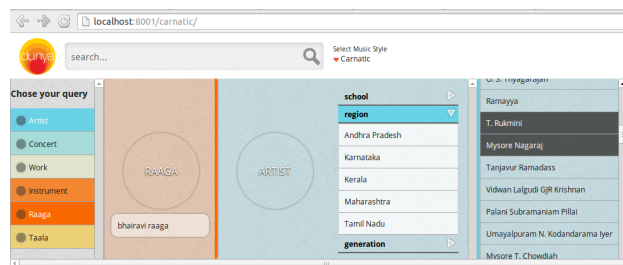 localhost:8001/carnatic/
dunya
search...
Select Music Style
Carnatic
Chose your query
Artist
Concert
Work
Instrument
Raaga
Taala
RAAGA
bhairavi raaga
ARTIST
school
region
Andhra Pradesh
Karnataka
Kerala
Maharashtra
Tamil Nadu
generation
U. S. Thyagarajan
Ramayya
T. Rukmini
Mysore Nagaraj
Tanjavur Ramadass
Vidwan Lalgudi GJR Krishnan
Palani Subramaniam Pillai
Umayalpuram N. Kodandarama Iyer
Mysore T. Chowdiah